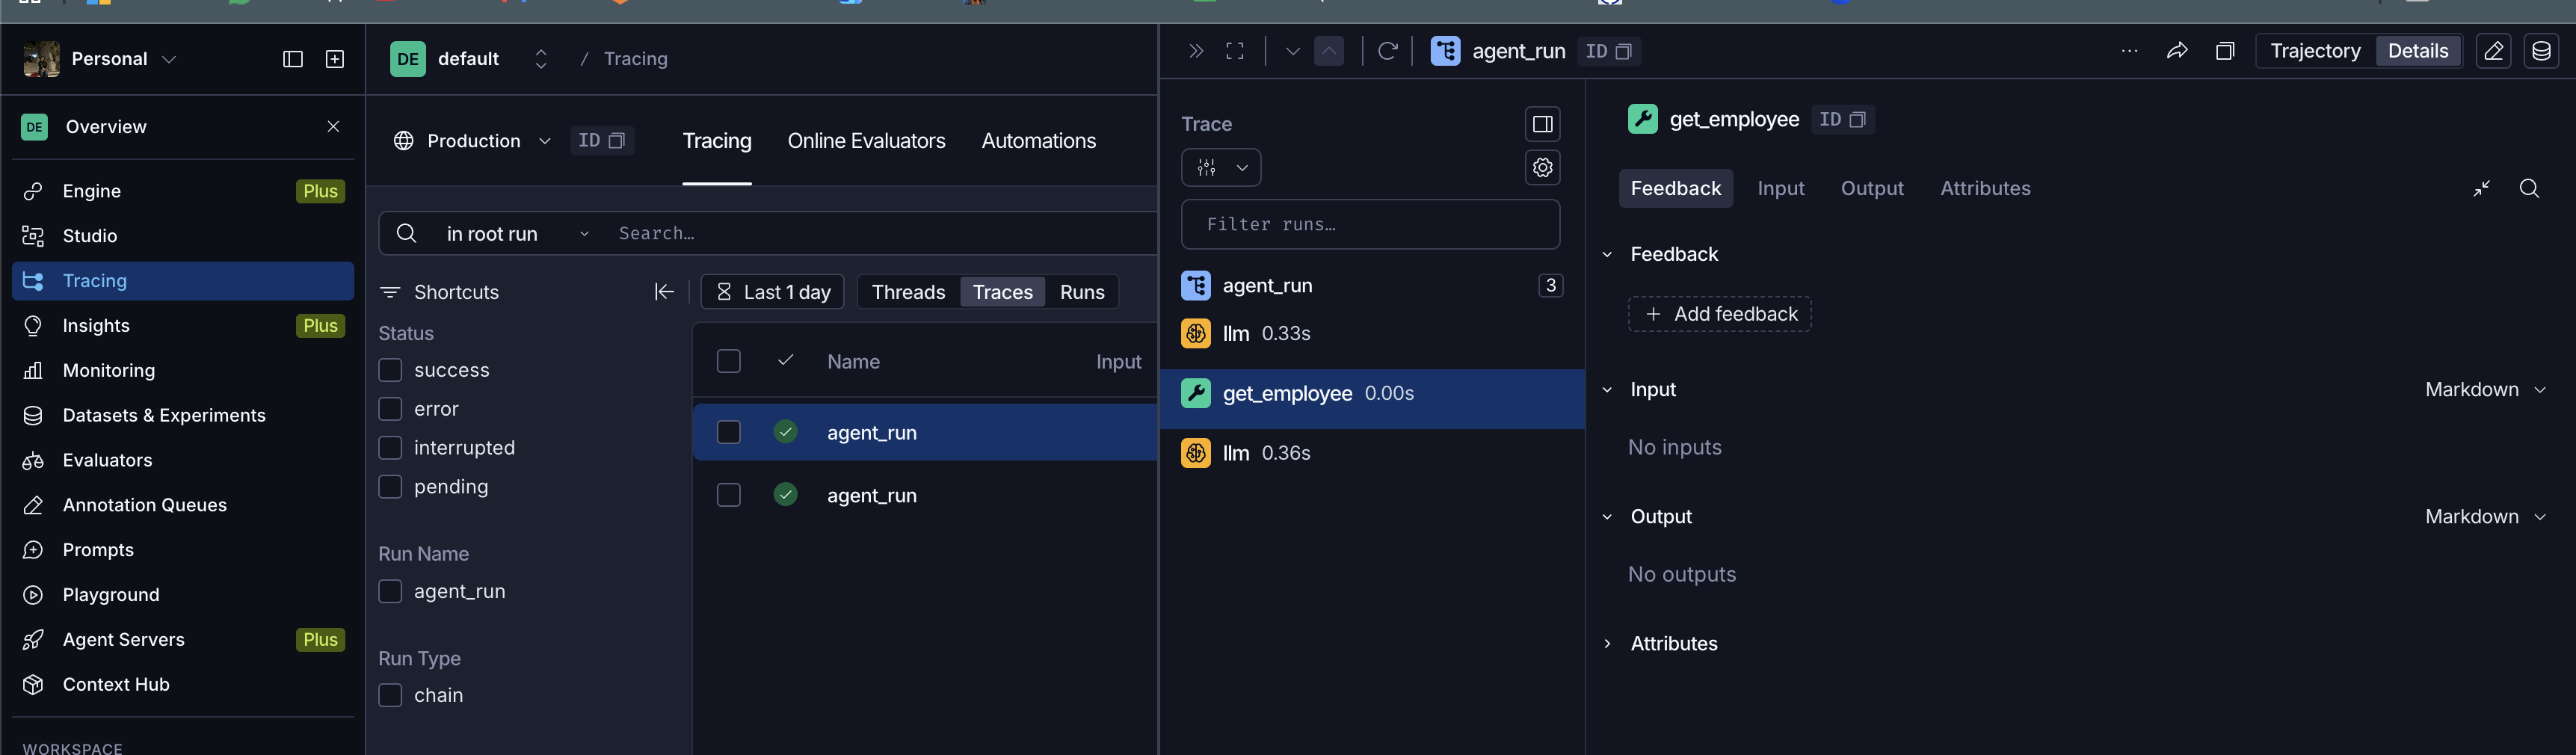 Personal
DE Overview
Engine Plus
Studio
Tracing
Insights Plus
Monitoring
Datasets & Experiments
Evaluators
Annotation Queues
Prompts
Playground
Agent Servers Plus
Context Hub
WORKSPACE
DE default / Tracing
Production ID Tracing Online Evaluators Automations
in root run Search…
Shortcuts
Status
success
error
interrupted
pending
Run Name
agent_run
Run Type
chain
Last 1 day Threads Traces Runs
Name Input
agent_run
agent_run
agent_run ID
Trajectory Details
Trace
Filter runs…
agent_run 3
llm 0.33s
get_employee 0.00s
llm 0.36s
get_employee ID
Feedback Input Output Attributes
Feedback
+ Add feedback
Input Markdown
No inputs
Output Markdown
No outputs
Attributes